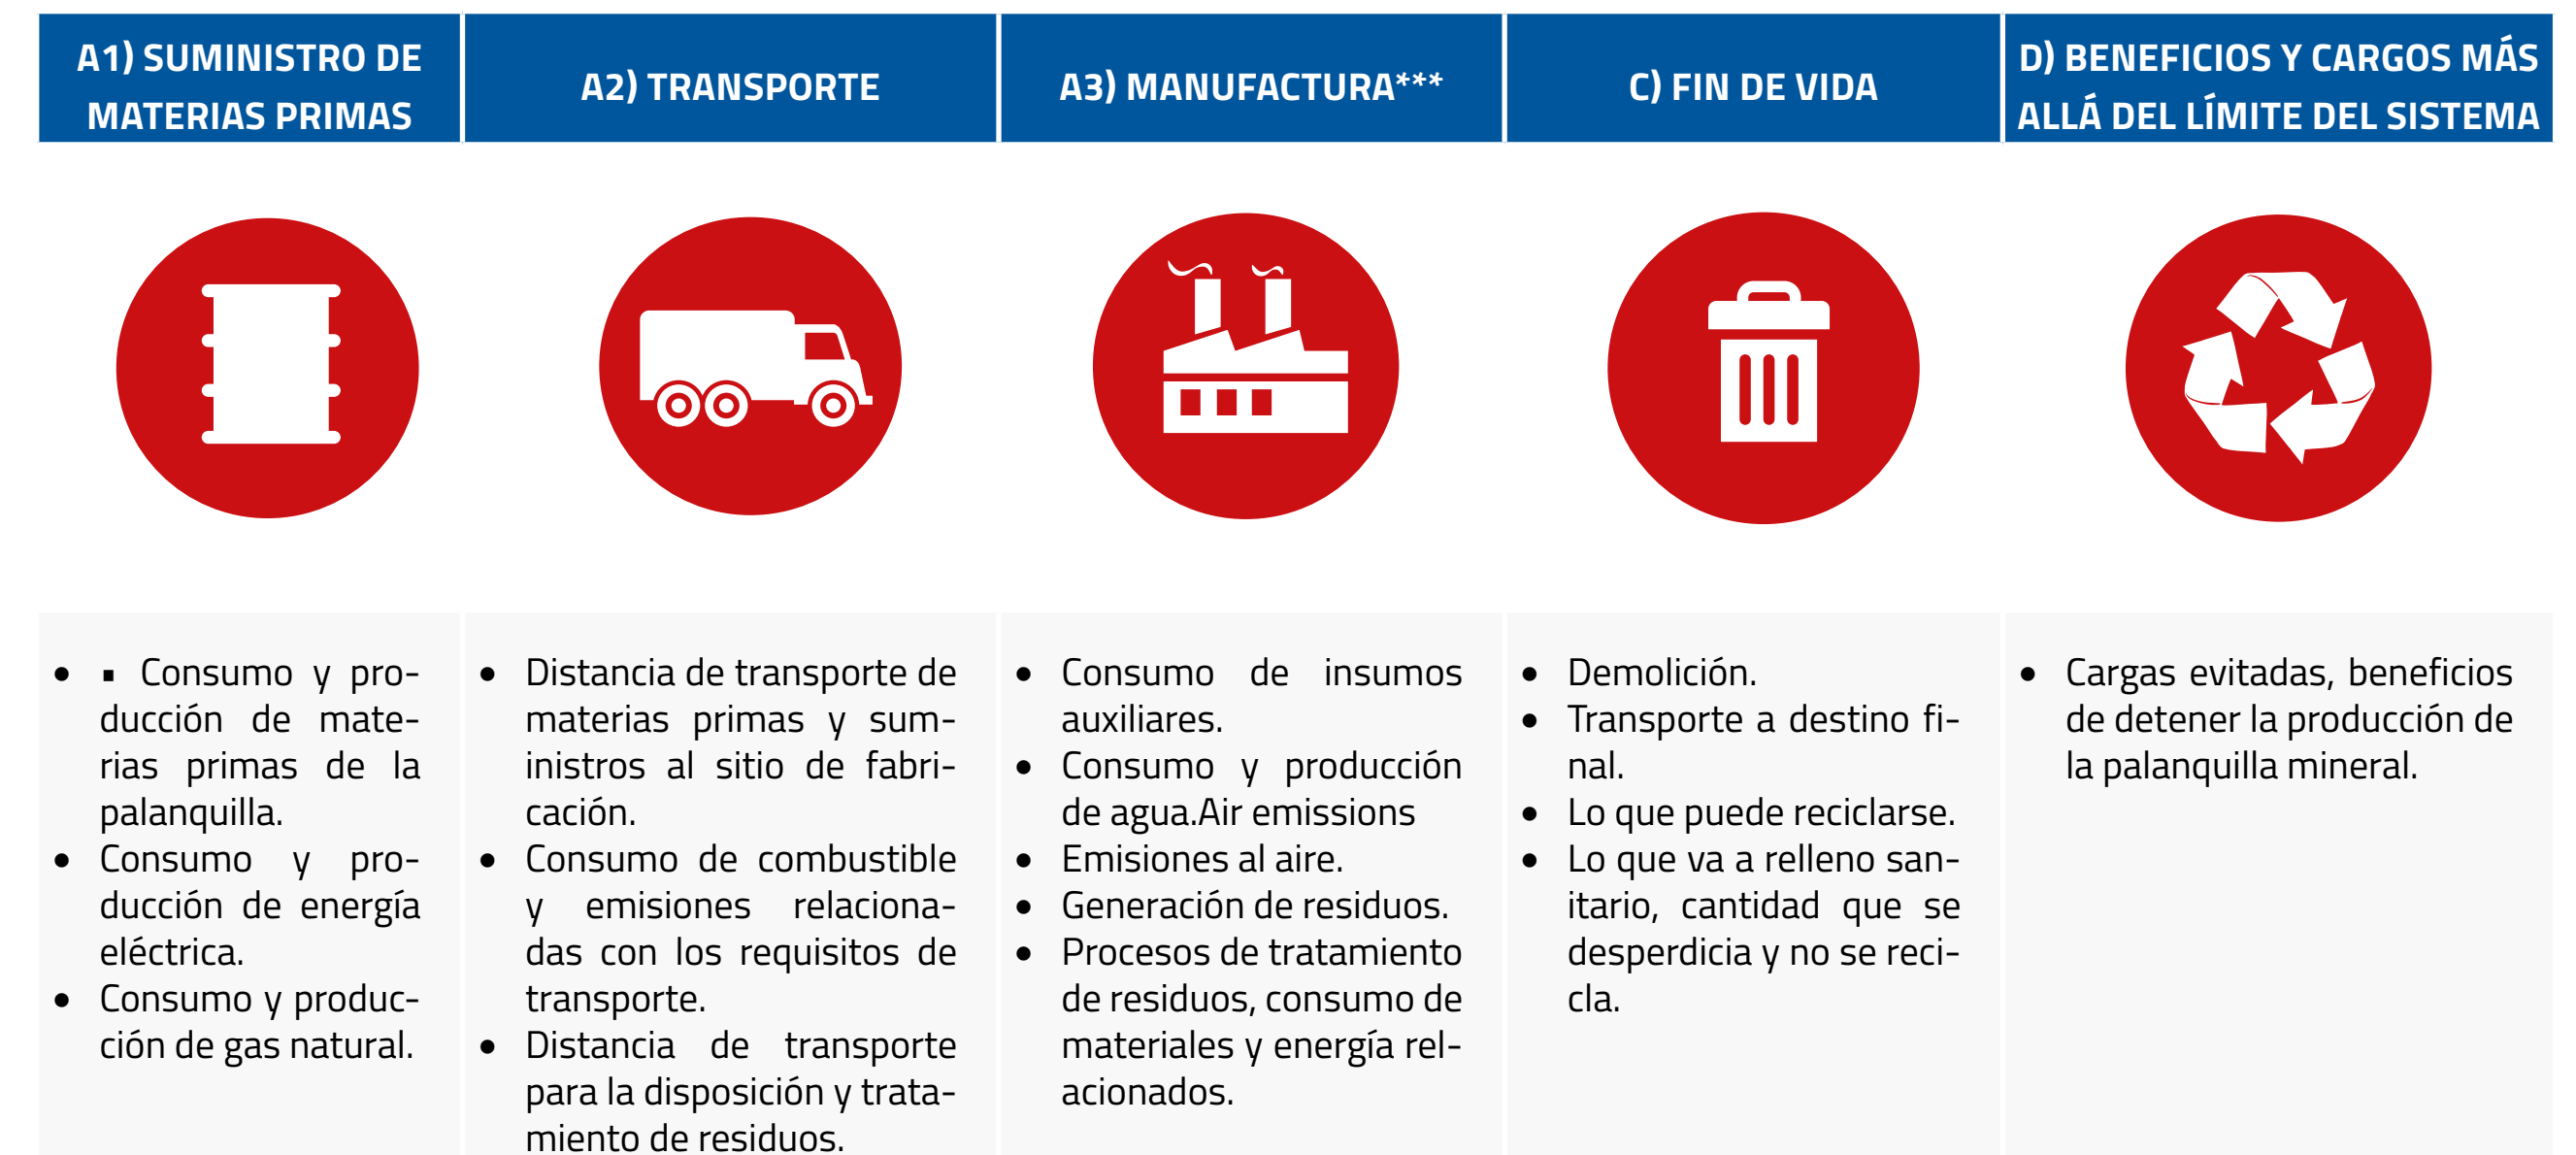 A1) SUMINISTRO DE
MATERIAS PRIMAS
A2) TRANSPORTE
A3) MANUFACTURA***
C) FIN DE VIDA
D) BENEFICIOS Y CARGOS MÁS
ALLÁ DEL LÍMITE DEL SISTEMA
• ▪ Consumo y pro-
ducción de mate-
rias primas de la
palanquilla.
• Consumo y pro-
ducción de energía
eléctrica.
• Consumo y produc-
ción de gas natural.
• Distancia de transporte de
materias primas y sum-
inistros al sitio de fabri-
cación.
• Consumo de combustible
y emisiones relaciona-
das con los requisitos de
transporte.
• Distancia de transporte
para la disposición y trata-
miento de residuos.
• Consumo de insumos
auxiliares.
• Consumo y producción
de agua.Air emissions
• Emisiones al aire.
• Generación de residuos.
• Procesos de tratamiento
de residuos, consumo de
materiales y energía rel-
acionados.
• Demolición.
• Transporte a destino fi-
nal.
• Lo que puede reciclarse.
• Lo que va a relleno san-
itario, cantidad que se
desperdicia y no se reci-
cla.
• Cargas evitadas, beneficios
de detener la producción de
la palanquilla mineral.